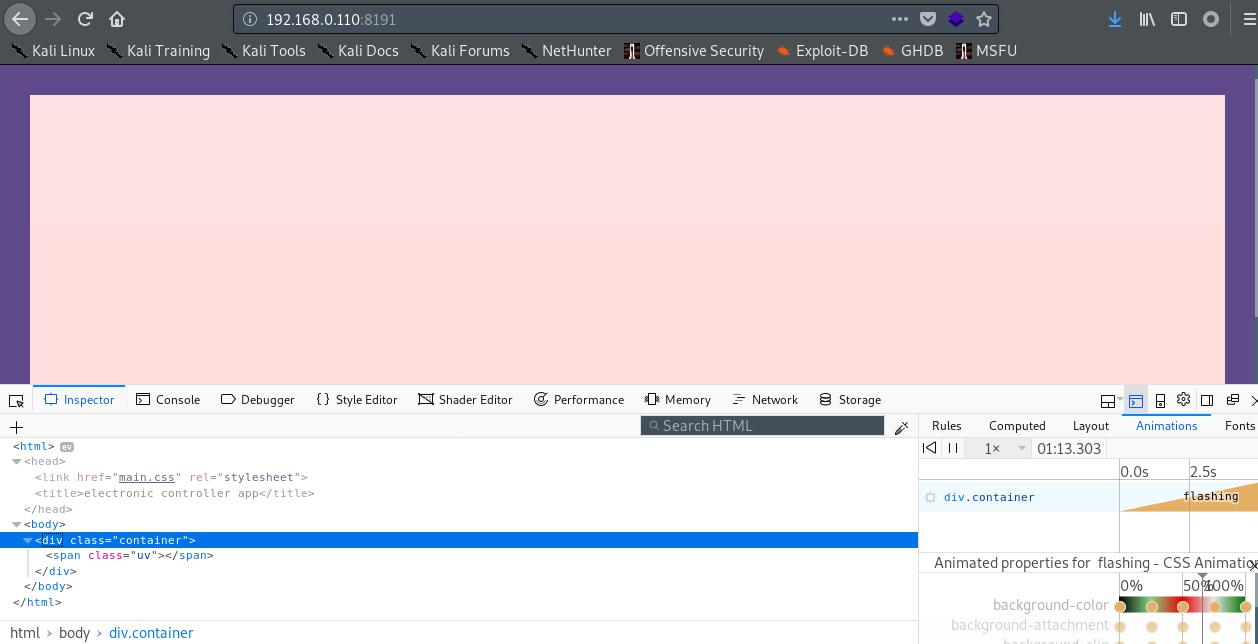 192.168.0.110:8191
Kali Linux Kali Training Kali Tools Kali Docs Kali Forums NetHunter Offensive Security Exploit-DB GHDB MSFU
Inspector Console Debugger Style Editor Shader Editor Performance Memory Network Storage
Search HTML
<html> ev
<head>
<link href="main.css" rel="stylesheet">
<title>electronic controller app</title>
</head>
<body>
<div class="container">
<span class="uv"></span>
</div>
</body>
</html>
html › body › div.container
Rules Computed Layout Animations Fonts
1× 01:13.303
0.0s 2.5s
div.container flashing
Animated properties for flashing - CSS Animatio
0% 50% 100%
background-color
background-attachment
background-clip